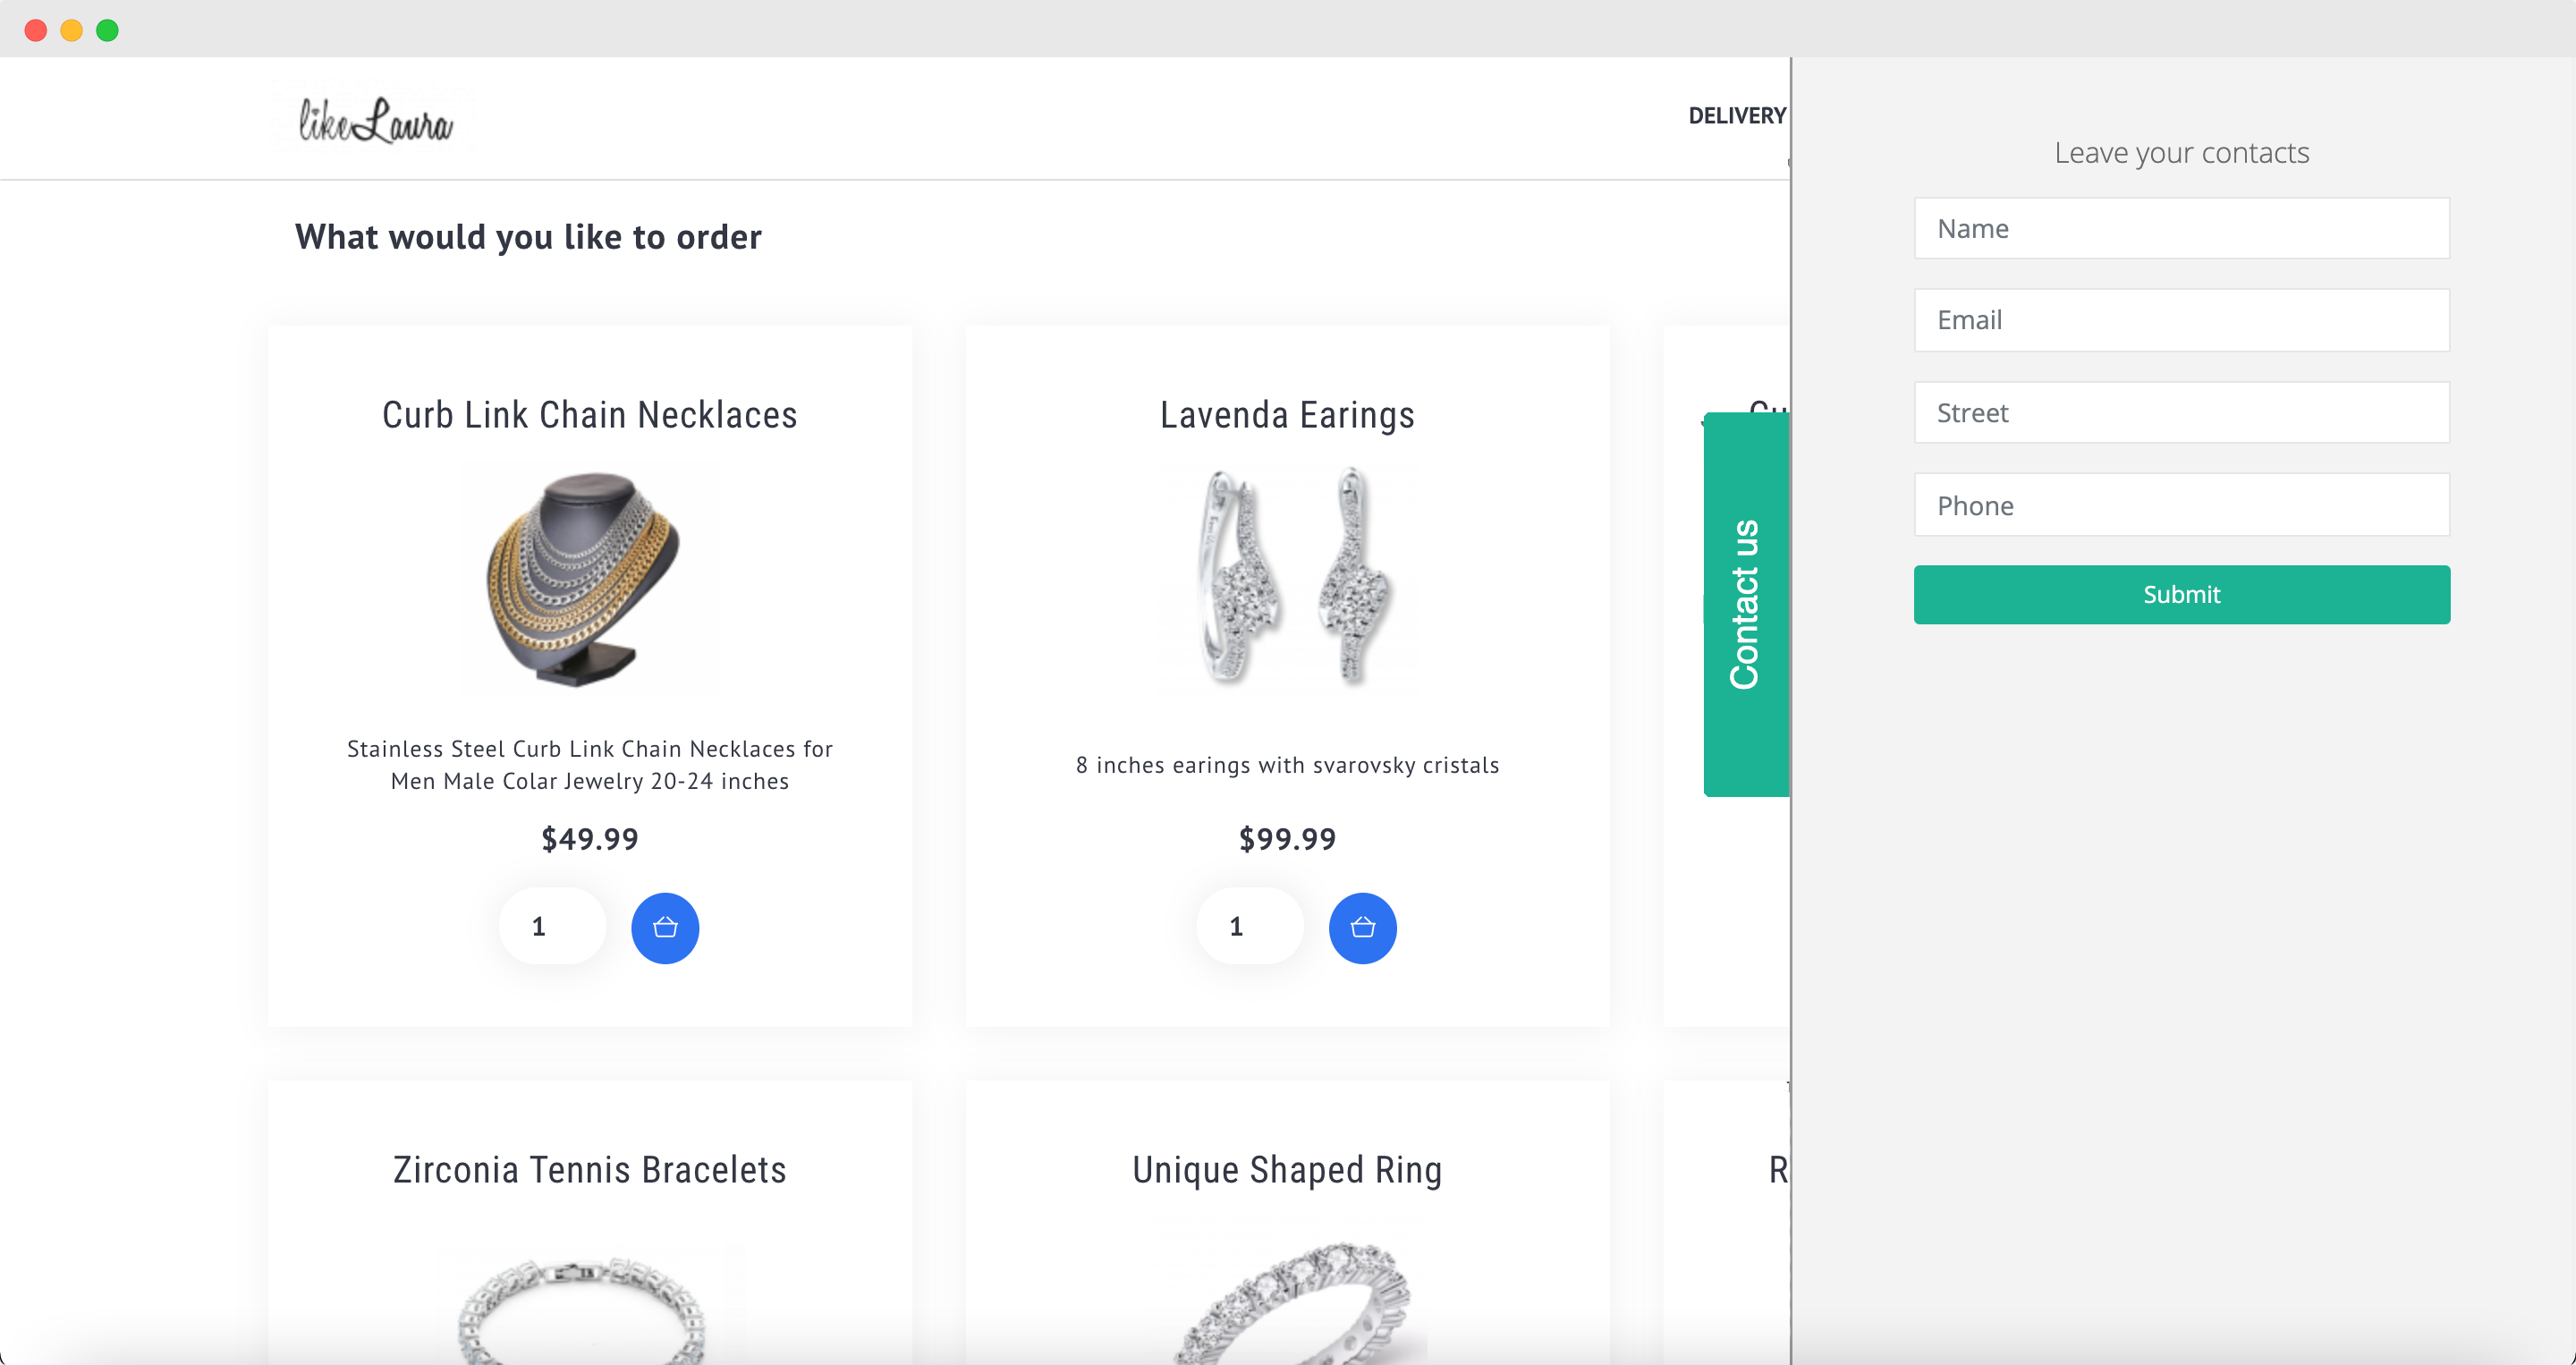 like Laura
DELIVERY
What would you like to order
Curb Link Chain Necklaces
Stainless Steel Curb Link Chain Necklaces for
Men Male Colar Jewelry 20-24 inches
$49.99
1
Lavenda Earings
8 inches earings with svarovsky cristals
$99.99
1
Contact us
Zirconia Tennis Bracelets
Unique Shaped Ring
R
Leave your contacts
Name
Email
Street
Phone
Submit